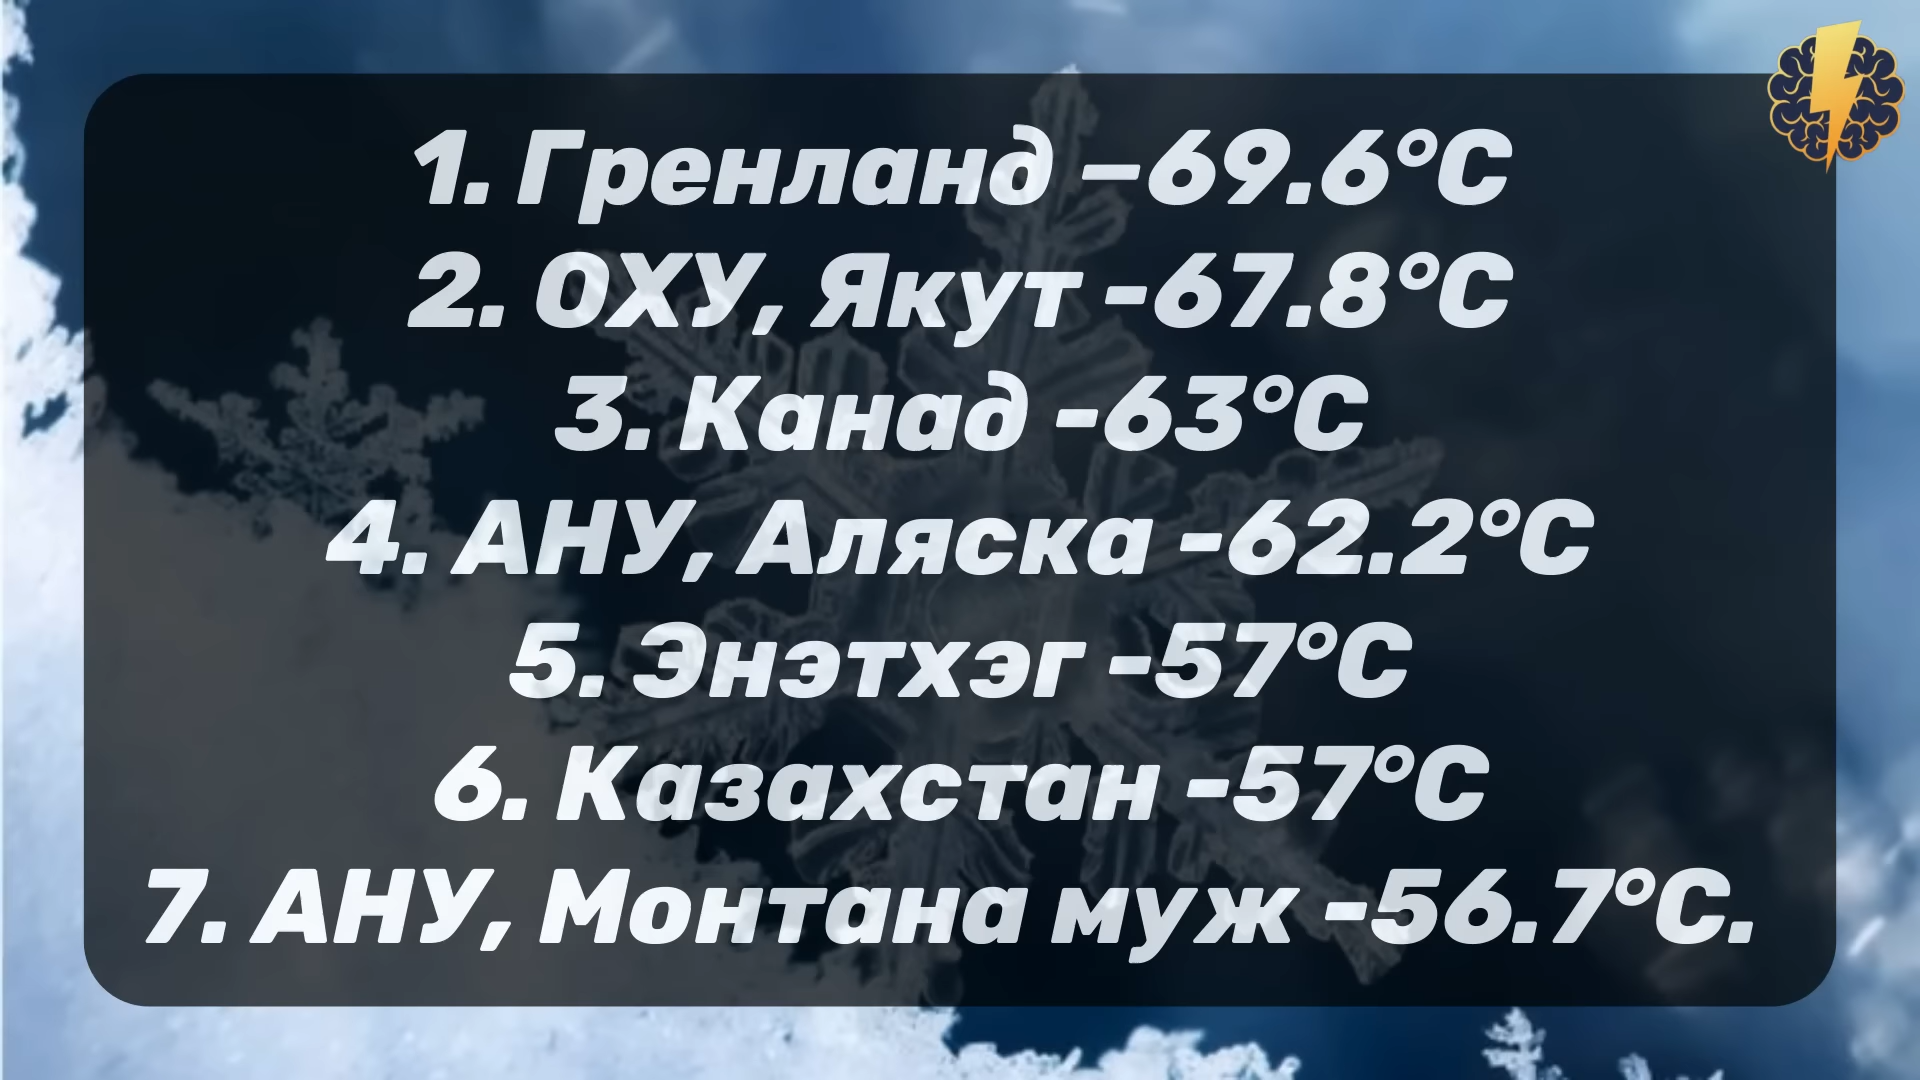 1. Гренланд –69.6°C
2. ОХУ, Якут -67.8°C
3. Канад -63°C
4. АНУ, Аляска -62.2°C
5. Энэтхэг -57°C
6. Казахстан -57°C
7. АНУ, Монтана муж -56.7°C.